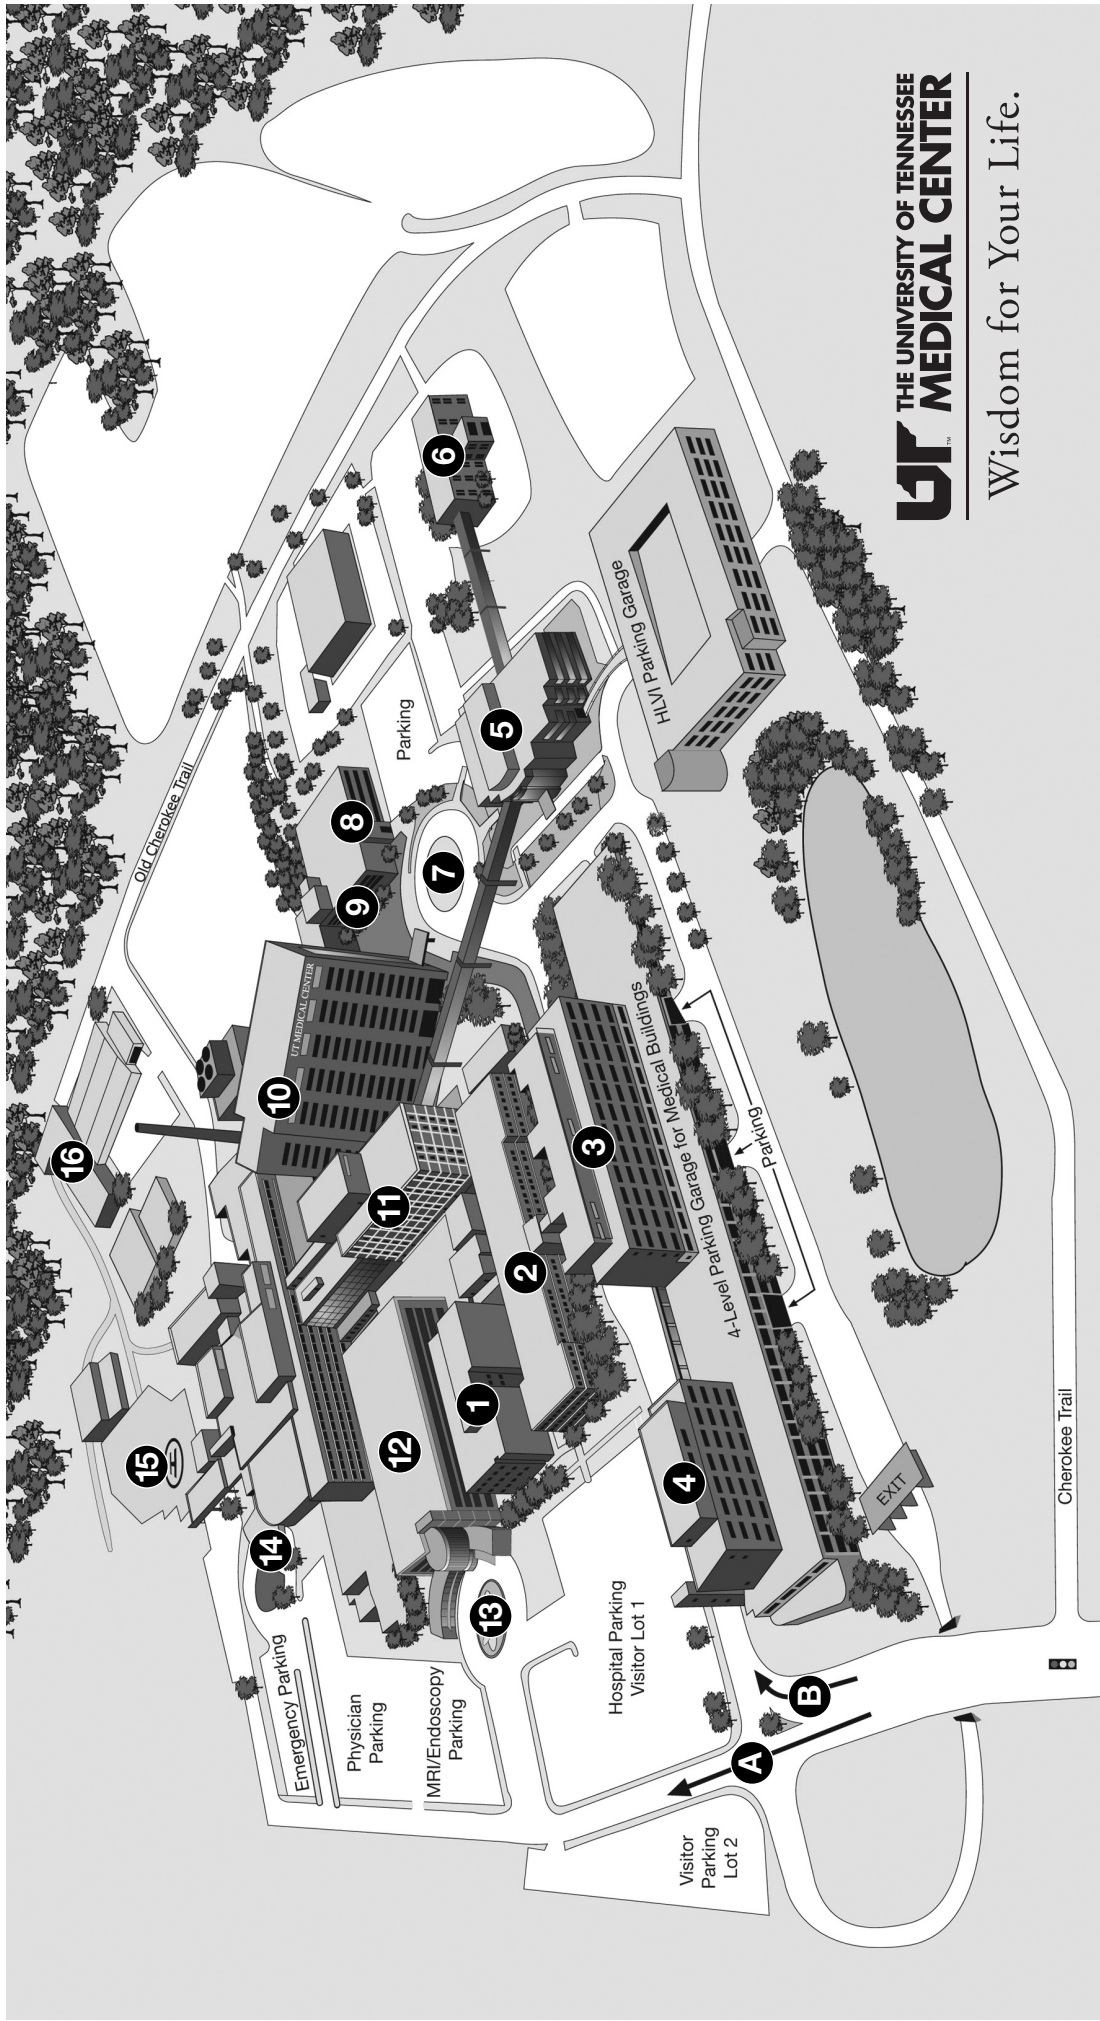 Old Cherokee Trail
16
15
H
14
Emergency Parking
Physician
Parking
MRI/Endoscopy
Parking
13
12
1
11
10
UT MEDICAL CENTER
9
8
7
Parking
5
6
HLVI Parking Garage
2
3
4
4-Level Parking Garage for Medical Buildings
Parking
Hospital Parking
Visitor Lot 1
Visitor
Parking
Lot 2
A
B
EXIT
Cherokee Trail
UT
TM
THE UNIVERSITY OF TENNESSEE
MEDICAL CENTER
Wisdom for Your Life.